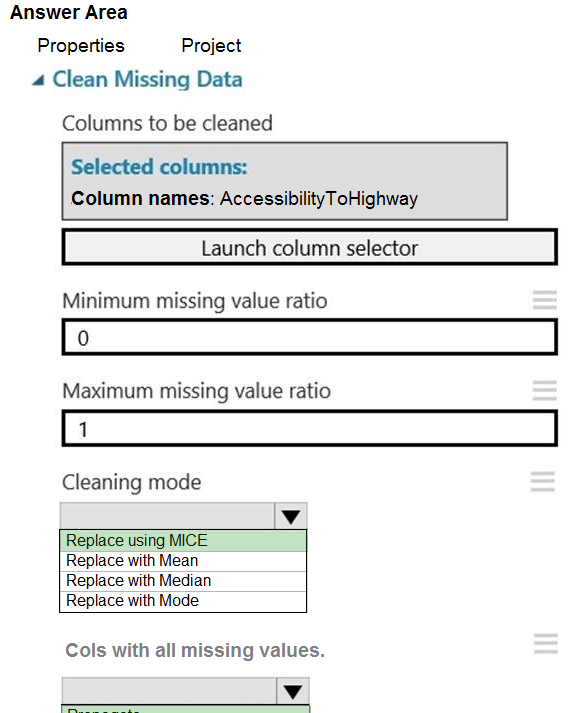 Answer Area
Properties Project
Clean Missing Data
Columns to be cleaned
Selected columns:
Column names: AccessibilityToHighway
Launch column selector
Minimum missing value ratio
0
Maximum missing value ratio
1
Cleaning mode
Replace using MICE
Replace with Mean
Replace with Median
Replace with Mode
Cols with all missing values.